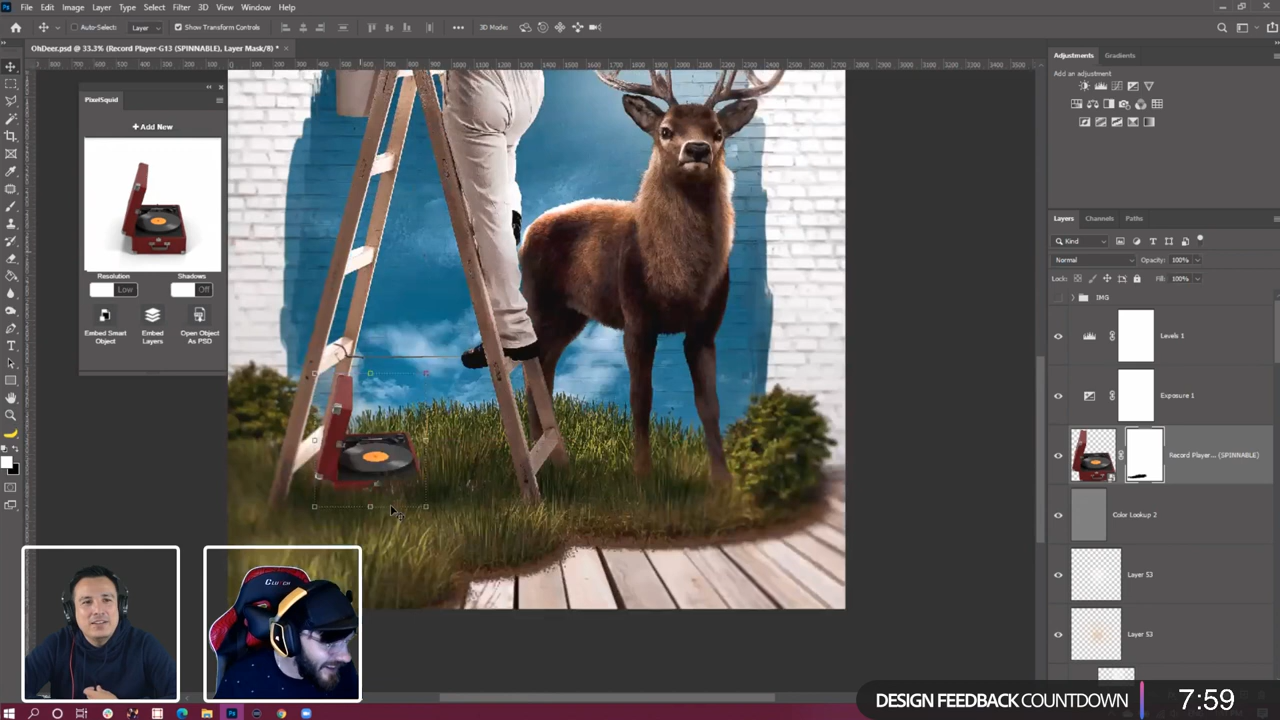 File Edit Image Layer Type Select Filter 3D View Window Help
Auto-Select: Layer Show Transform Controls 3D Mode:
OhDeer.psd @ 33.3% (Record Player-G13 (SPINNABLE), Layer Mask/8) *
PixelSquid
Add New
Resolution Shadows
Low Off
Embed Smart Object
Embed Layers
Open Object As PSD
Adjustments Gradients
Add an adjustment
Layers Channels Paths
Kind
Normal Opacity: 100%
Lock: Fill: 100%
IMG
Levels 1
Exposure 1
Record Player... (SPINNABLE)
Color Lookup 2
Layer 53
Layer 53
CLUTCH
DESIGN FEEDBACK COUNTDOWN 7:59